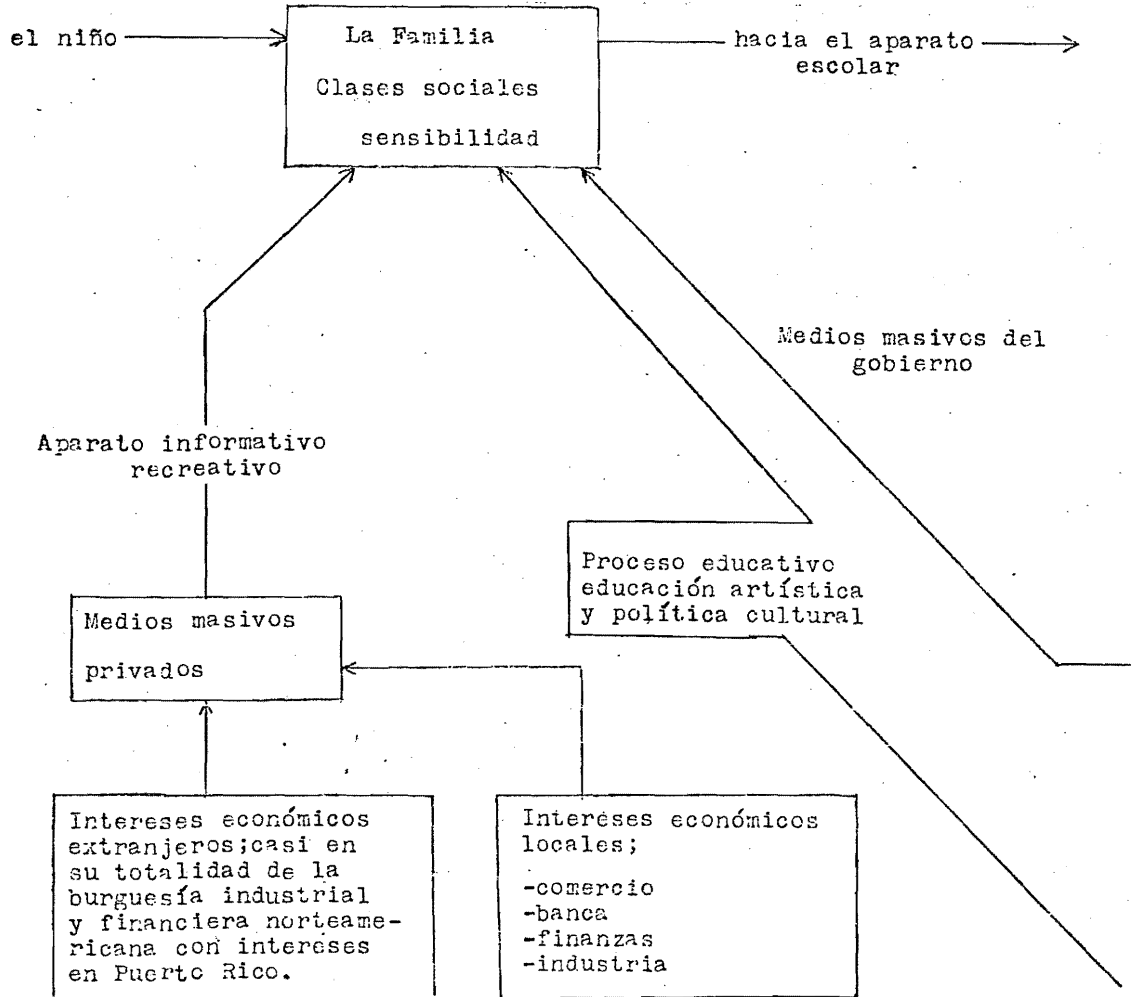 el niño
La Familia
Clases sociales
sensibilidad
hacia el aparato
escolar
Medios masivos del
gobierno
Aparato informativo
recreativo
Proceso educativo
educación artística
y política cultural
Medios masivos
privados
Intereses económicos
extranjeros;casi en
su totalidad de la
burguesía industrial
y financiera norteame-
ricana con intereses
en Puerto Rico.
Intereses económicos
locales;
-comercio
-banca
-finanzas
-industria